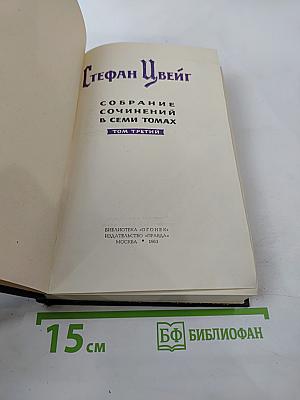 Стефан Цвейг
СОБРАНИЕ
СОЧИНЕНИЙ
В СЕМИ ТОМАХ
ТОМ ТРЕТИЙ
БИБЛИОТЕКА «ОГОНЕК»
ИЗДАТЕЛЬСТВО «ПРАВДА»
МОСКВА • 1963
15 см
БФ БИБЛИОФАН